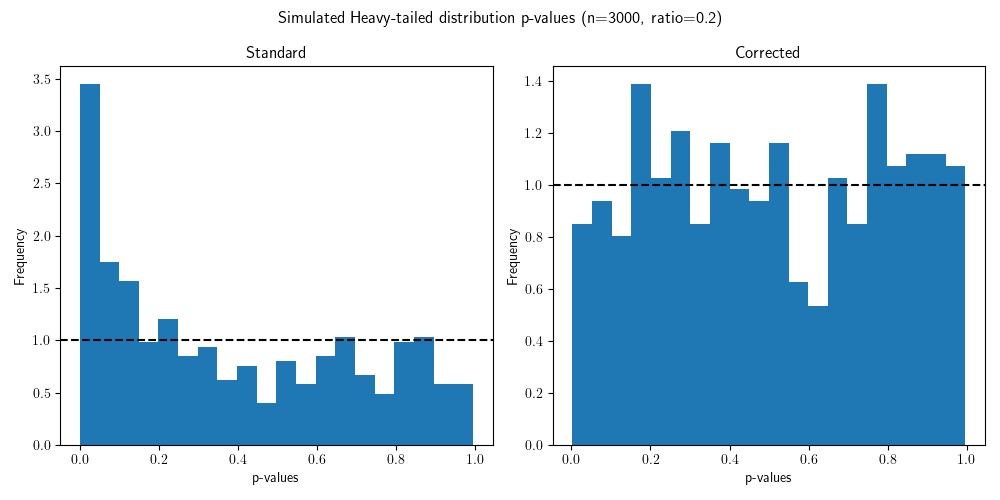 Simulated Heavy-tailed distribution p-values (n=3000, ratio=0.2)
Standard
3.5
3.0
2.5
2.0
1.5
1.0
0.5
0.0
Frequency
0.0 0.2 0.4 0.6 0.8 1.0
p-values
Corrected
1.4
1.2
1.0
0.8
0.6
0.4
0.2
0.0
Frequency
0.0 0.2 0.4 0.6 0.8 1.0
p-values